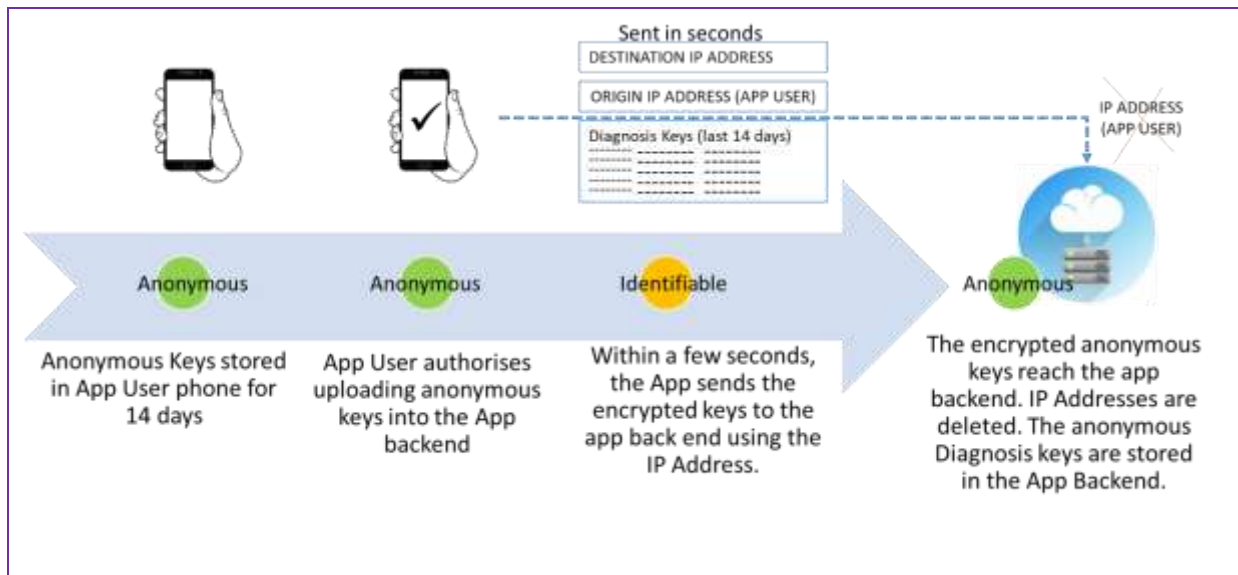 Sent in seconds
DESTINATION IP ADDRESS
ORIGIN IP ADDRESS (APP USER)
Diagnosis Keys (last 14 days)
IP ADDRESS
(APP USER)
Anonymous
Anonymous
Identifiable
Anonymous
Anonymous Keys stored
in App User phone for
14 days
App User authorises
uploading anonymous
keys into the App
backend
Within a few seconds,
the App sends the
encrypted keys to the
app back end using the
IP Address.
The encrypted anonymous
keys reach the app
backend. IP Addresses are
deleted. The anonymous
Diagnosis keys are stored
in the App Backend.